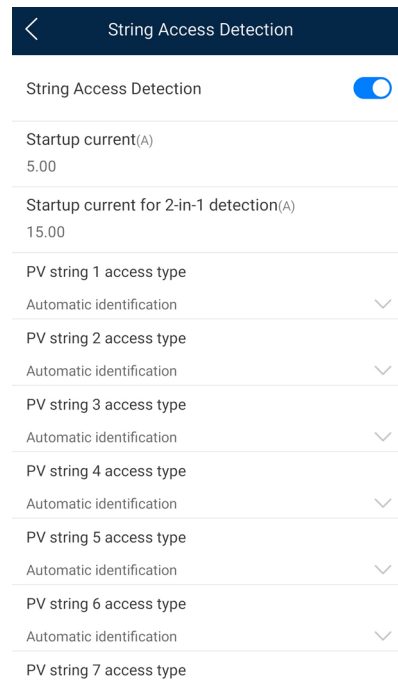 String Access Detection
String Access Detection
Startup current(A)
5.00
Startup current for 2-in-1 detection(A)
15.00
PV string 1 access type
Automatic identification
PV string 2 access type
Automatic identification
PV string 3 access type
Automatic identification
PV string 4 access type
Automatic identification
PV string 5 access type
Automatic identification
PV string 6 access type
Automatic identification
PV string 7 access type